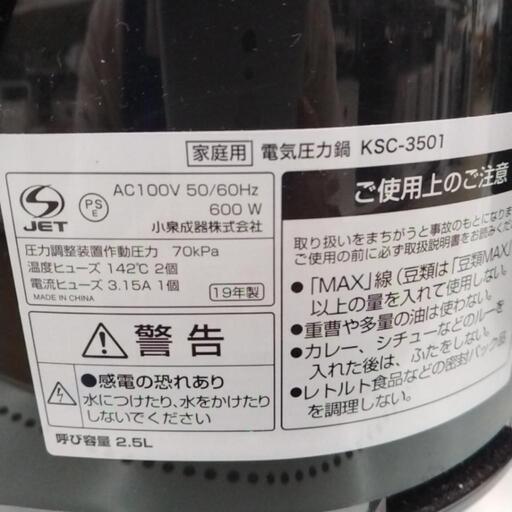 家庭用 電気圧力鍋 KSC-3501
S JET
PS E
AC100V 50/60Hz
600 W
小泉成器株式会社
圧力調整装置作動圧力 70kPa
温度ヒューズ 142℃ 2個
電流ヒューズ 3.15A 1個
MADE IN CHINA
19年製
警告
●感電の恐れあり
水につけたり、水をかけたり
しないでください
呼び容量 2.5L
ご使用上のご注意
取り扱いをまちがうと事故のもとになりま
ご使用の前に必ず取扱説明書をお読みく
●「MAX」線(豆類は「豆類MAX」
以上の量を入れて使用しない。
●重曹や多量の油は使わない。
●カレー、シチューなどのルーを
入れた後は、ふたをしない。
●レトルト食品などの密封パック品
を調理しない。